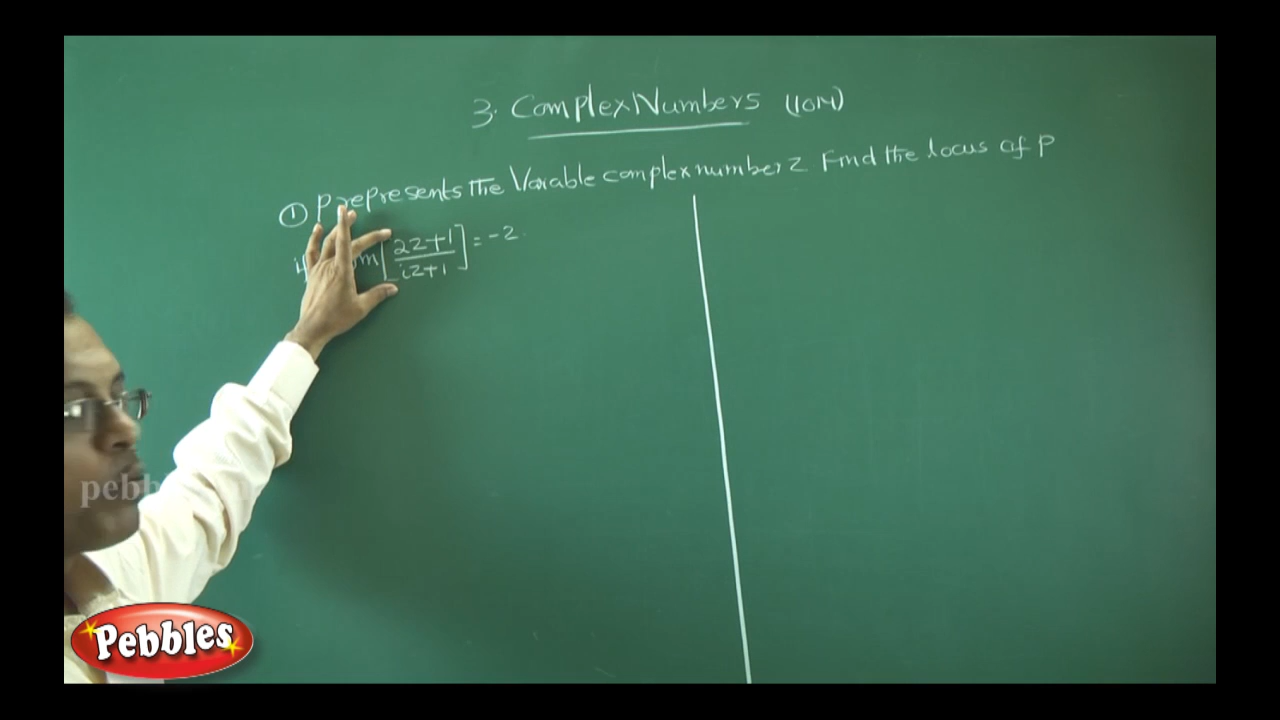 3. Complex Numbers (10M)
① P represents the Variable complex number z Find the locus of P
if Im[2z+1/iz+1] = -2.
pebb
Pebbles